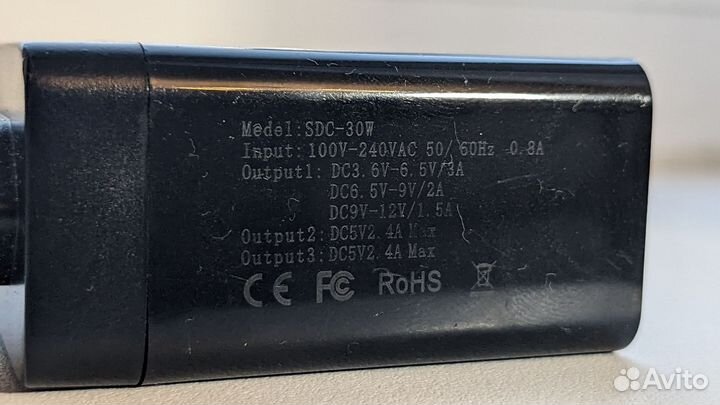 Model:SDC-30W
Input: 100V-240VAC 50/ 60Hz 0.8A
Output1: DC3.6V-6.5V/3A
DC6.5V-9V/2A
DC9V-12V/1.5A
Output2: DC5V2.4A Max
Output3: DC5V2.4A Max
CE FC RoHS
Avito